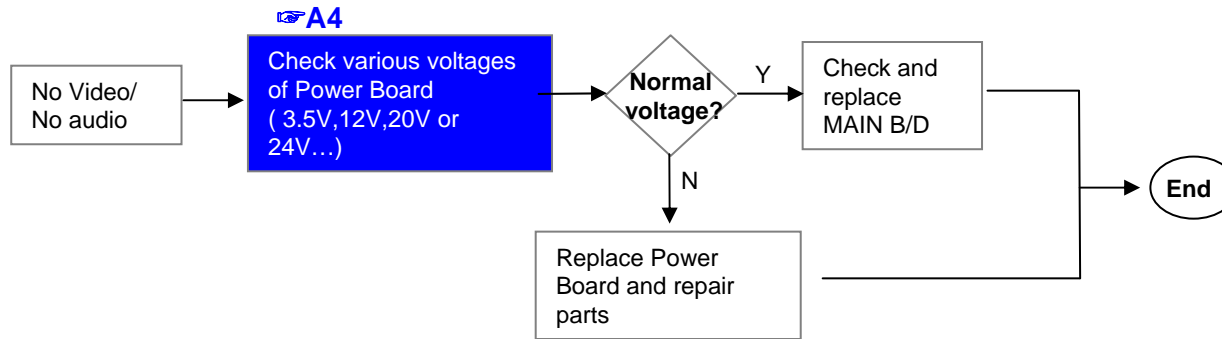 ☞A4
No Video/
No audio
Check various voltages
of Power Board
( 3.5V,12V,20V or
24V…)
Normal
voltage?
Y
Check and
replace
MAIN B/D
N
Replace Power
Board and repair
parts
End